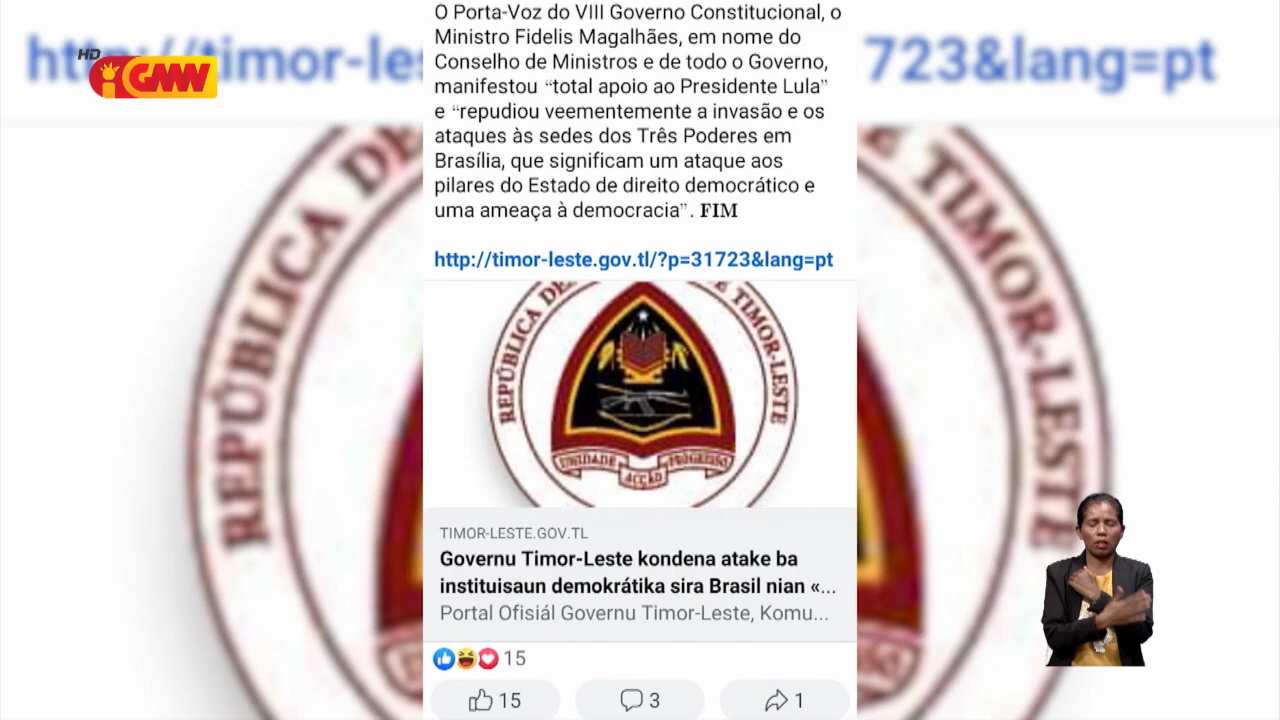 O Porta-Voz do VIII Governo Constitucional, o
Ministro Fidelis Magalhães, em nome do
Conselho de Ministros e de todo o Governo,
manifestou “total apoio ao Presidente Lula”
e “repudiou veementemente a invasão e os
ataques às sedes dos Três Poderes em
Brasília, que significam um ataque aos
pilares do Estado de direito democrático e
uma ameaça à democracia”. FIM
http://timor-leste.gov.tl/?p=31723&lang=pt
HD
GMW
http://timor-les
723&lang=pt
REPÚBLICA DE
E TIMOR-LESTE
REPÚBLICA DE
E TIMOR-LESTE
UNIDADE
ACÇÃO
PROGRESSO
TIMOR-LESTE.GOV.TL
Governu Timor-Leste kondena atake ba
instituisaun demokrátika sira Brasil nian «...
Portal Ofisiál Governu Timor-Leste, Komu...
15
15
3
1